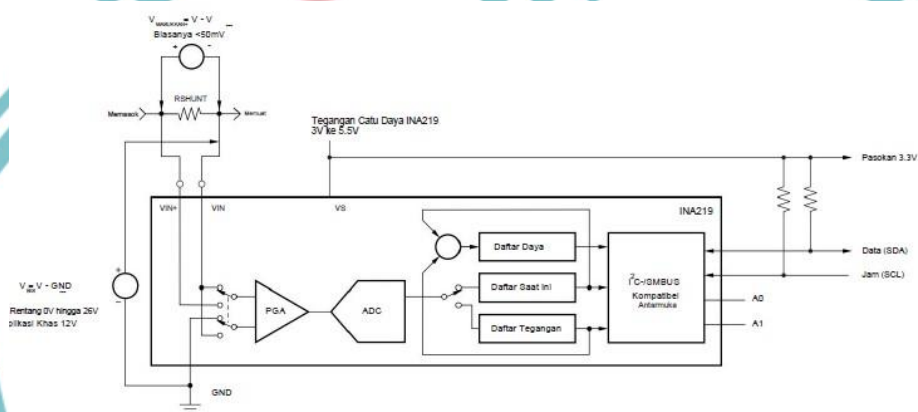 V = V - V
Biasanya <50mV
+ -
RSHUNT
Memasok
Memuat
Tegangan Catu Daya INA219
3V ke 5.5V
Pasokan 3.3V
VIN+
VIN
VS
INA219
Daftar Daya
Data (SDA)
Jam (SCL)
+
V = V - GND
-
Rentang 0V hingga 26V
plikasi Khas 12V
PGA
ADC
Daftar Saat Ini
Daftar Tegangan
I²C-/SMBUS
Kompatibel
Antarmuka
A0
A1
GND